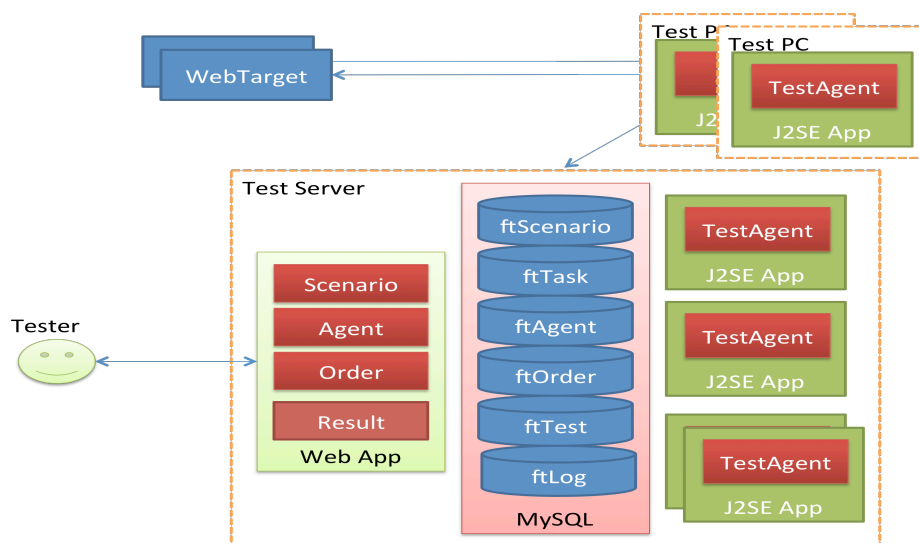 Test P
Test PC
WebTarget
TestAgent
J2
J2SE App
Test Server
ftScenario
TestAgent
J2SE App
Scenario
ftTask
Agent
ftAgent
TestAgent
J2SE App
Tester
Order
ftOrder
Result
ftTest
Web App
ftLog
TestAgent
J2SE App
MySQL